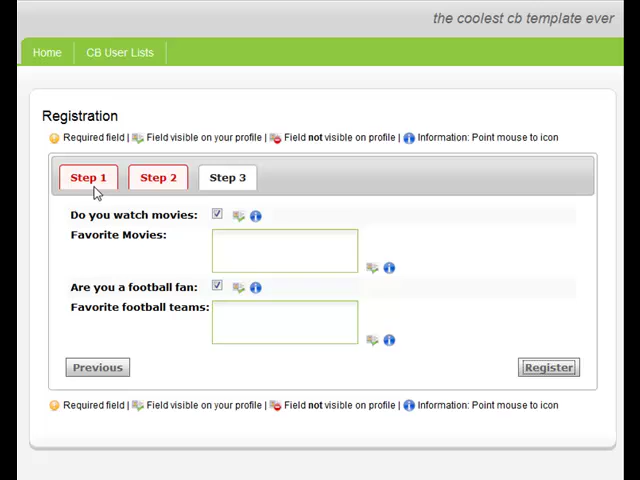 the coolest cb template ever
Home CB User Lists
Registration
Required field | Field visible on your profile | Field not visible on profile | Information: Point mouse to icon
Step 1 Step 2 Step 3
Do you watch movies:
Favorite Movies:
Are you a football fan:
Favorite football teams:
Previous Register
Required field | Field visible on your profile | Field not visible on profile | Information: Point mouse to icon